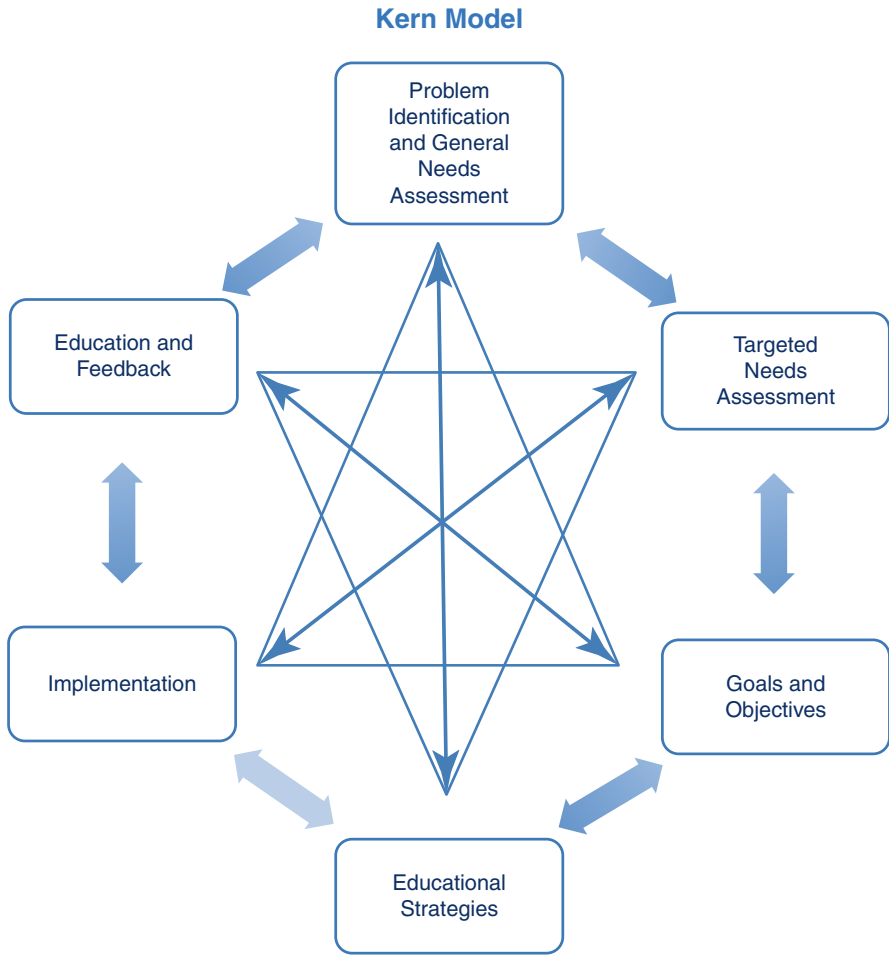 Kern Model
Problem
Identification
and General
Needs
Assessment
Targeted
Needs
Assessment
Goals and
Objectives
Educational
Strategies
Implementation
Education and
Feedback